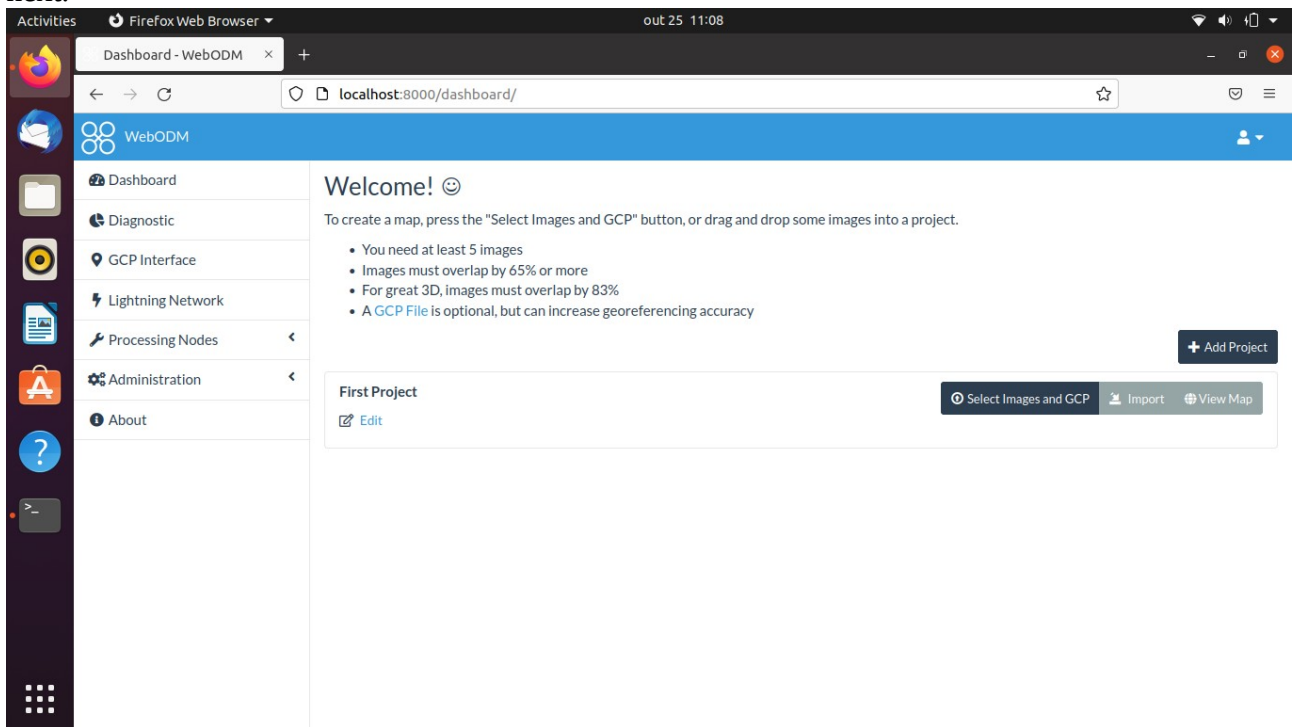 Activities
Firefox Web Browser
out 25 11:08
Dashboard - WebODM
localhost:8000/dashboard/
WebODM
Dashboard
Diagnostic
GCP Interface
Lightning Network
Processing Nodes
Administration
About
Welcome!
To create a map, press the "Select Images and GCP" button, or drag and drop some images into a project.
• You need at least 5 images
• Images must overlap by 65% or more
• For great 3D, images must overlap by 83%
• A GCP File is optional, but can increase georeferencing accuracy
+ Add Project
First Project
Select Images and GCP
Import
View Map
Edit